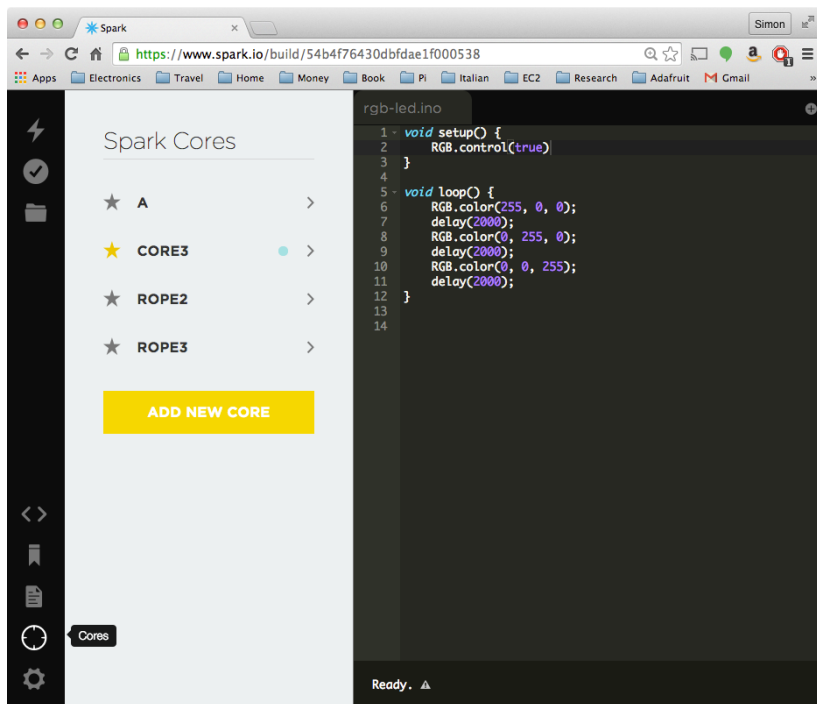 Spark
Simon
https://www.spark.io/build/54b4f76430dbfdae1f000538
Apps Electronics Travel Home Money Book Pi Italian EC2 Research Adafruit Gmail »
Spark Cores
A
CORE3
ROPE2
ROPE3
ADD NEW CORE
Cores
rgb-led.ino
1 void setup() {
2 RGB.control(true)
3 }
4
5 void loop() {
6 RGB.color(255, 0, 0);
7 delay(2000);
8 RGB.color(0, 255, 0);
9 delay(2000);
10 RGB.color(0, 0, 255);
11 delay(2000);
12 }
13
14
Ready.